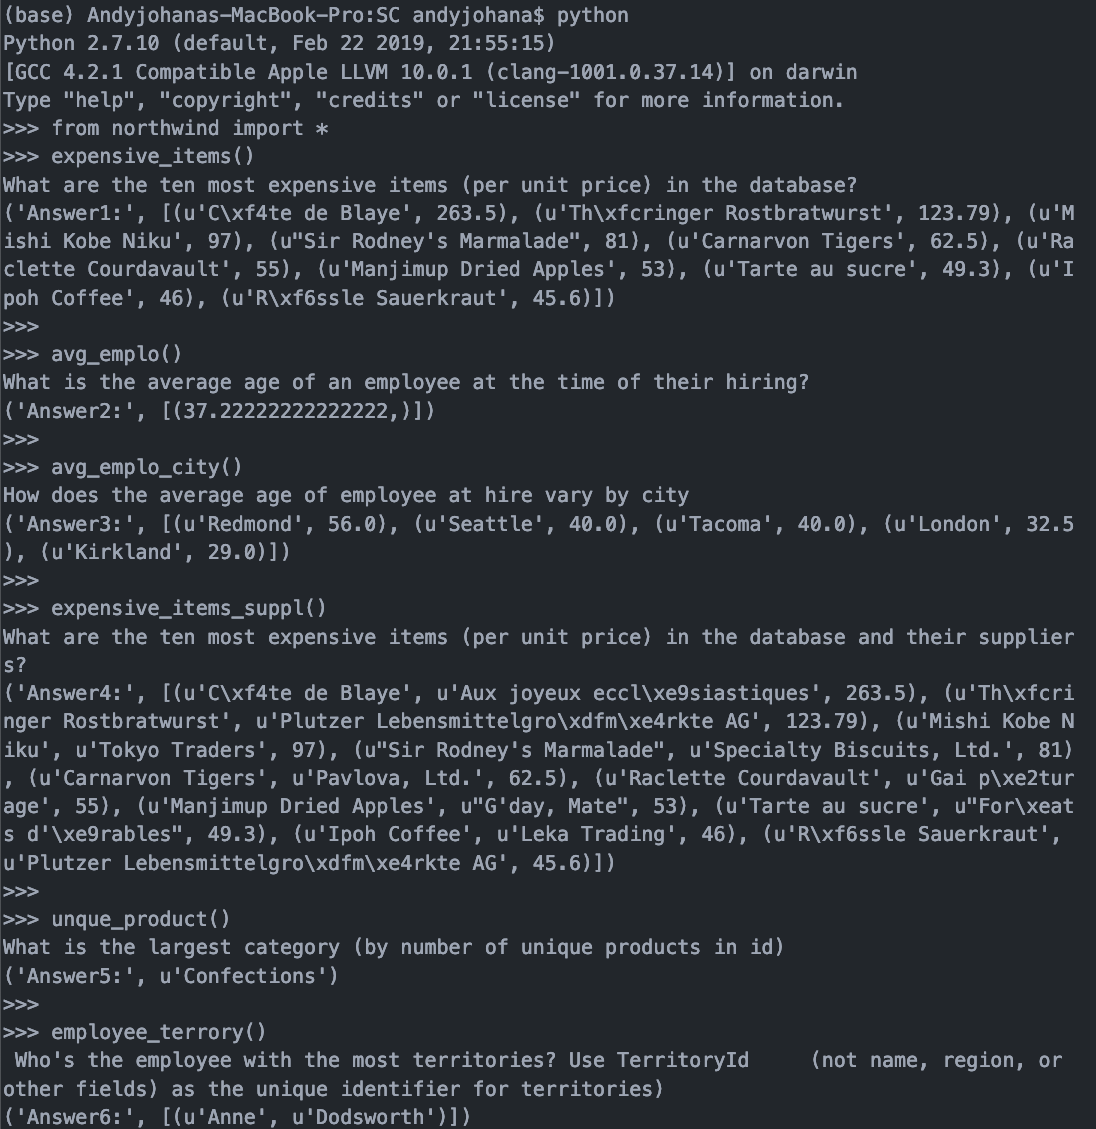 (base) Andyjohanas-MacBook-Pro:SC andyjohana$ python
Python 2.7.10 (default, Feb 22 2019, 21:55:15)
[GCC 4.2.1 Compatible Apple LLVM 10.0.1 (clang-1001.0.37.14)] on darwin
Type "help", "copyright", "credits" or "license" for more information.
>>> from northwind import *
>>> expensive_items()
What are the ten most expensive items (per unit price) in the database?
('Answer1:', [(u'C\xf4te de Blaye', 263.5), (u'Th\xfcringer Rostbratwurst', 123.79), (u'M
ishi Kobe Niku', 97), (u"Sir Rodney's Marmalade", 81), (u'Carnarvon Tigers', 62.5), (u'Ra
clette Courdavault', 55), (u'Manjimup Dried Apples', 53), (u'Tarte au sucre', 49.3), (u'I
poh Coffee', 46), (u'R\xf6ssle Sauerkraut', 45.6)])
>>>
>>> avg_emplo()
What is the average age of an employee at the time of their hiring?
('Answer2:', [(37.22222222222222,)])
>>>
>>> avg_emplo_city()
How does the average age of employee at hire vary by city
('Answer3:', [(u'Redmond', 56.0), (u'Seattle', 40.0), (u'Tacoma', 40.0), (u'London', 32.5
), (u'Kirkland', 29.0)])
>>>
>>> expensive_items_suppl()
What are the ten most expensive items (per unit price) in the database and their supplier
s?
('Answer4:', [(u'C\xf4te de Blaye', u'Aux joyeux eccl\xe9siastiques', 263.5), (u'Th\xfcri
nger Rostbratwurst', u'Plutzer Lebensmittelgro\xdfm\xe4rkte AG', 123.79), (u'Mishi Kobe N
iku', u'Tokyo Traders', 97), (u"Sir Rodney's Marmalade", u'Specialty Biscuits, Ltd.', 81)
, (u'Carnarvon Tigers', u'Pavlova, Ltd.', 62.5), (u'Raclette Courdavault', u'Gai p\xe2tur
age', 55), (u'Manjimup Dried Apples', u"G'day, Mate", 53), (u'Tarte au sucre', u"For\xeat
s d'\xe9rables", 49.3), (u'Ipoh Coffee', u'Leka Trading', 46), (u'R\xf6ssle Sauerkraut',
u'Plutzer Lebensmittelgro\xdfm\xe4rkte AG', 45.6)])
>>>
>>> unque_product()
What is the largest category (by number of unique products in id)
('Answer5:', u'Confections')
>>>
>>> employee_terrory()
 Who's the employee with the most territories? Use TerritoryId     (not name, region, or
other fields) as the unique identifier for territories)
('Answer6:', [(u'Anne', u'Dodsworth')])